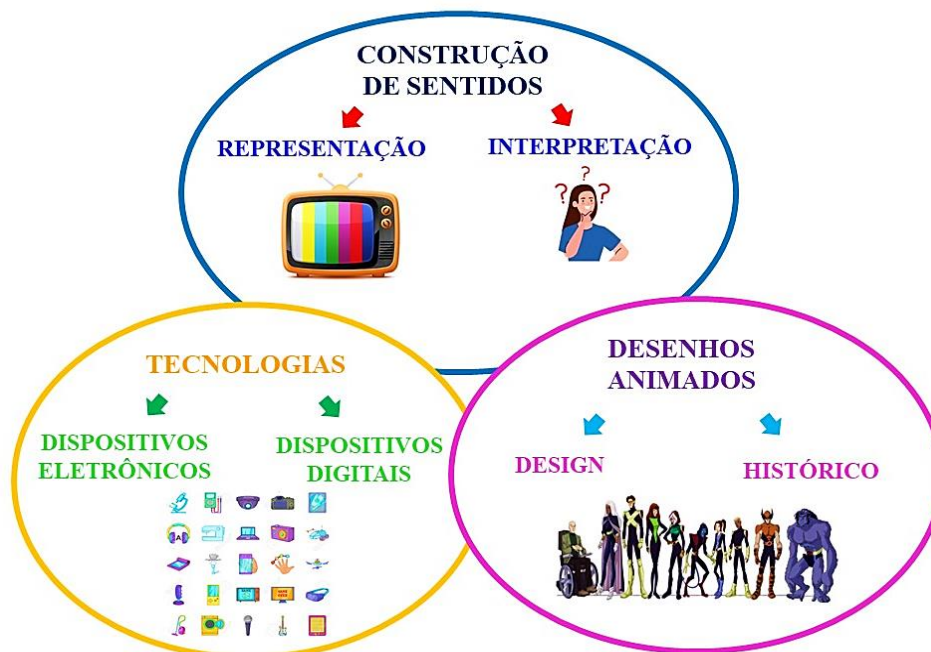 CONSTRUÇÃO
DE SENTIDOS
REPRESENTAÇÃO
INTERPRETAÇÃO
? ? ?
TECNOLOGIAS
DISPOSITIVOS
ELETRÔNICOS
DISPOSITIVOS
DIGITAIS
DESENHOS
ANIMADOS
DESIGN
HISTÓRICO